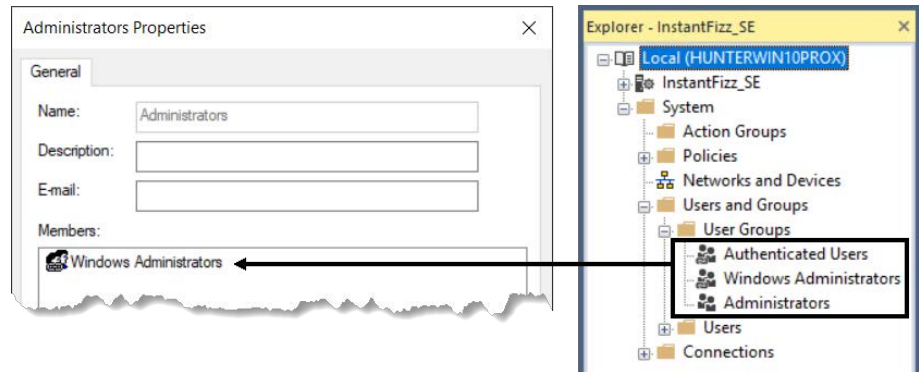 Administrators Properties
General
Name:
Administrators
Description:
E-mail:
Members:
Windows Administrators
Explorer - InstantFizz_SE
Local (HUNTERWIN10PROX)
InstantFizz_SE
System
Action Groups
Policies
Networks and Devices
Users and Groups
User Groups
Authenticated Users
Windows Administrators
Administrators
Users
Connections